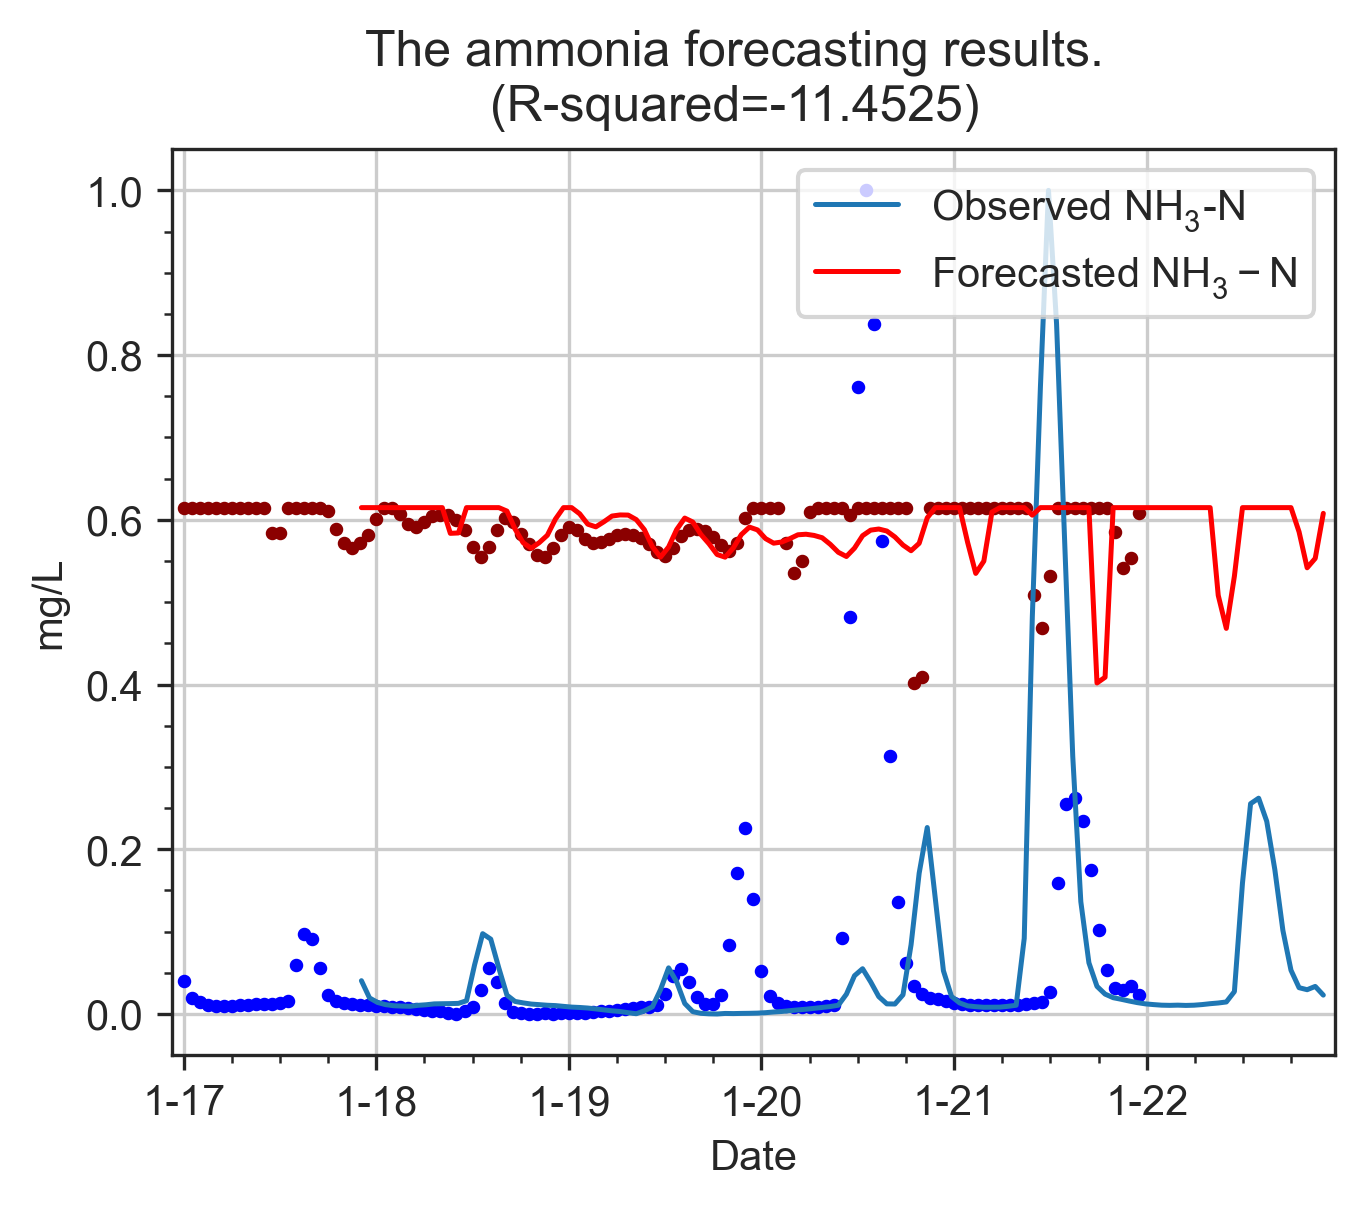 The ammonia forecasting results.
(R-squared=-11.4525)
Observed NH₃-N
Forecasted NH₃ − N
1.0
0.8
0.6
0.4
0.2
0.0
mg/L
1-17 1-18 1-19 1-20 1-21 1-22
Date